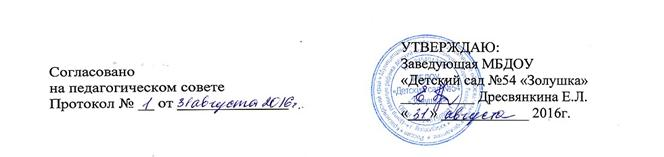 УТВЕРЖДАЮ:
Заведующая МБДОУ
«Детский сад №54 «Золушка»
Дресвянкина Е.Л.
«31» августа 2016г.
Согласовано
на педагогическом совете
Протокол № 1 от 31 августа 2016г.